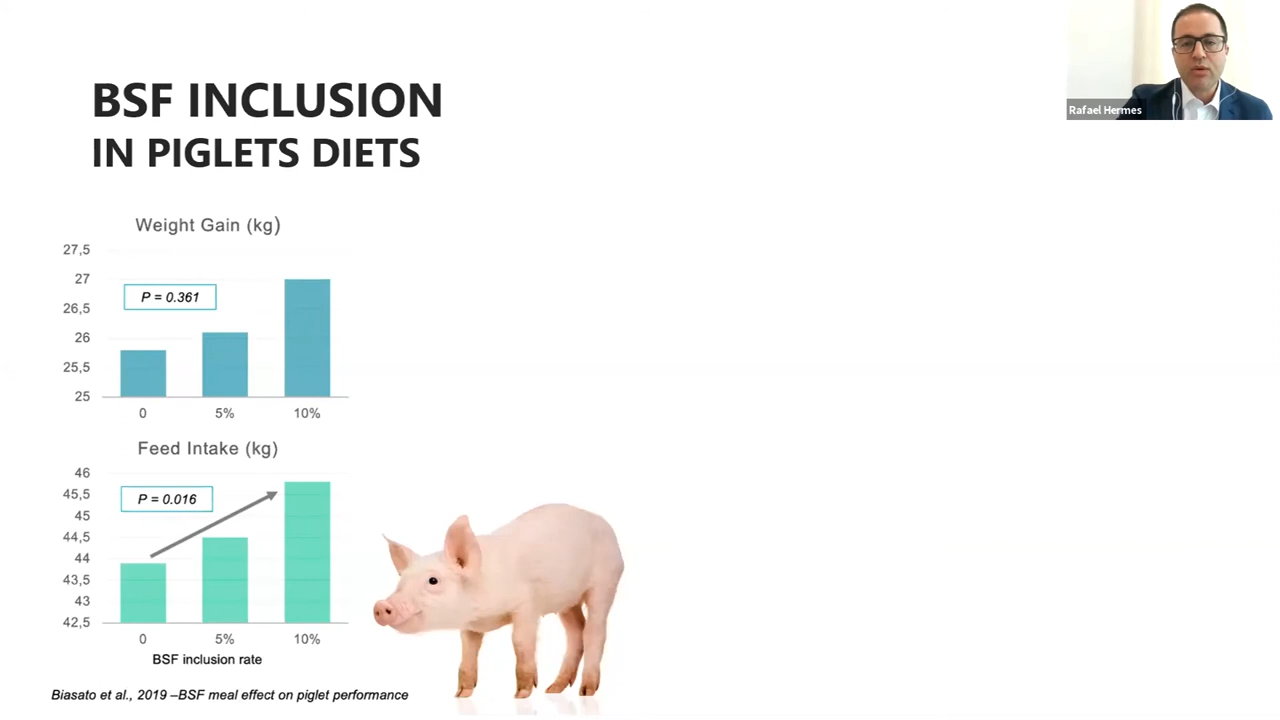 BSF INCLUSION
IN PIGLETS DIETS
Rafael Hermes
Weight Gain (kg)
27,5
27
26,5
26
25,5
25
P = 0.361
0 5% 10%
Feed Intake (kg)
46
45,5
45
44,5
44
43,5
43
42,5
P = 0.016
0 5% 10%
BSF inclusion rate
Biasato et al., 2019 –BSF meal effect on piglet performance